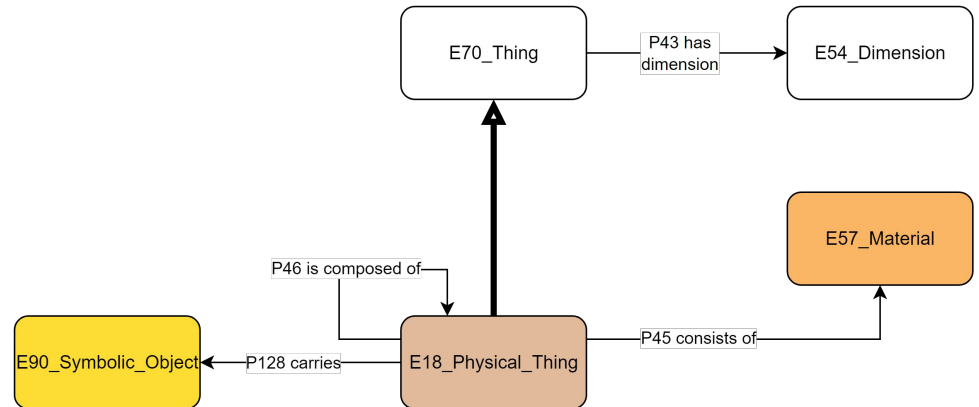 E70_Thing
P43 has
dimension
E54_Dimension
E57_Material
P46 is composed of
E90_Symbolic_Object
P128 carries
E18_Physical_Thing
P45 consists of